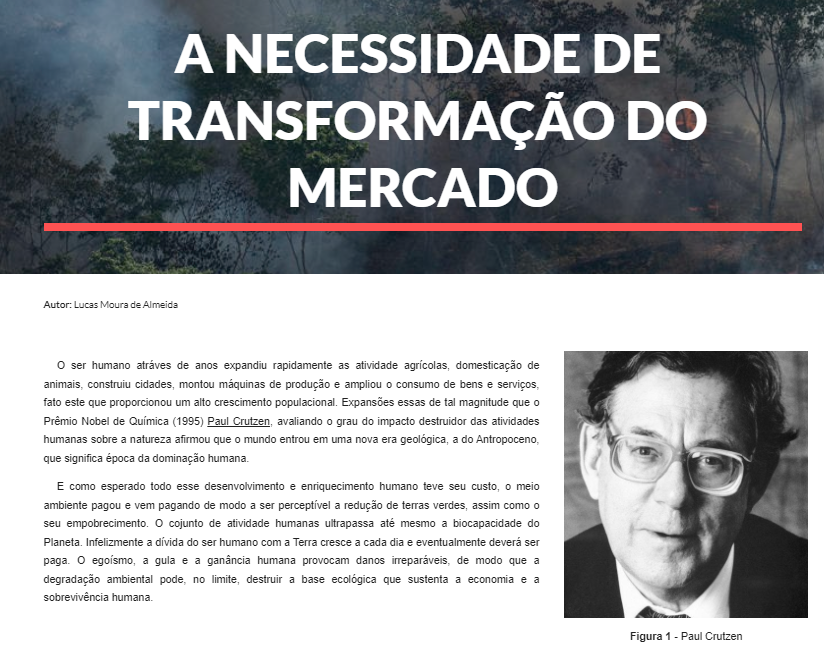 A NECESSIDADE DE
TRANSFORMAÇÃO DO
MERCADO
Autor: Lucas Moura de Almeida
O ser humano atráves de anos expandiu rapidamente as atividade agrícolas, domesticação de
animais, construiu cidades, montou máquinas de produção e ampliou o consumo de bens e serviços,
fato este que proporcionou um alto crescimento populacional. Expansões essas de tal magnitude que o
Prêmio Nobel de Química (1995) Paul Crutzen, avaliando o grau do impacto destruidor das atividades
humanas sobre a natureza afirmou que o mundo entrou em uma nova era geológica, a do Antropoceno,
que significa época da dominação humana.
E como esperado todo esse desenvolvimento e enriquecimento humano teve seu custo, o meio
ambiente pagou e vem pagando de modo a ser perceptível a redução de terras verdes, assim como o
seu empobrecimento. O cojunto de atividade humanas ultrapassa até mesmo a biocapacidade do
Planeta. Infelizmente a dívida do ser humano com a Terra cresce a cada dia e eventualmente deverá ser
paga. O egoísmo, a gula e a ganância humana provocam danos irreparáveis, de modo que a
degradação ambiental pode, no limite, destruir a base ecológica que sustenta a economia e a
sobrevivência humana.
Figura 1 - Paul Crutzen